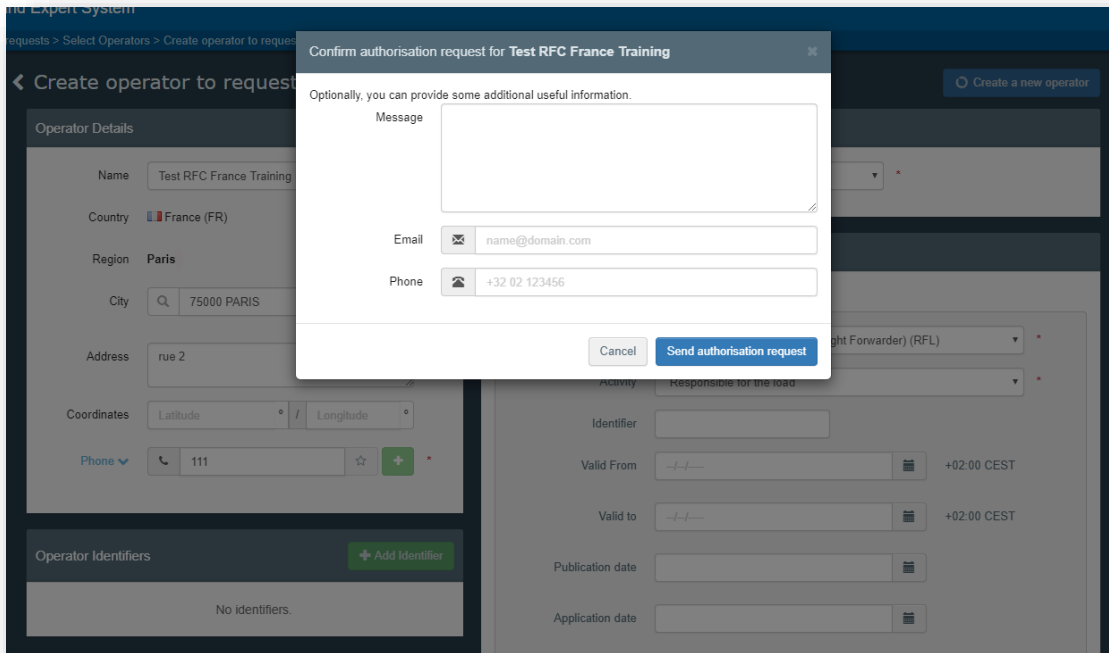 nd Expert System
requests > Select Operators > Create operator to reques
Create operator to request
Create a new operator
Confirm authorisation request for Test RFC France Training
Optionally, you can provide some additional useful information.
Message
Email
name@domain.com
Phone
+32 02 123456
Cancel
Send authorisation request
Operator Details
Name
Test RFC France Training
*
Country
France (FR)
Region
Paris
City
75000 PARIS
Address
rue 2
Coordinates
Latitude
°
/
Longitude
°
Phone
111
*
Operator Identifiers
Add Identifier
No identifiers.
ght Forwarder) (RFL)
*
Activity
Responsible for the load
*
Identifier
Valid From
--/--/----
+02:00 CEST
Valid to
--/--/----
+02:00 CEST
Publication date
Application date